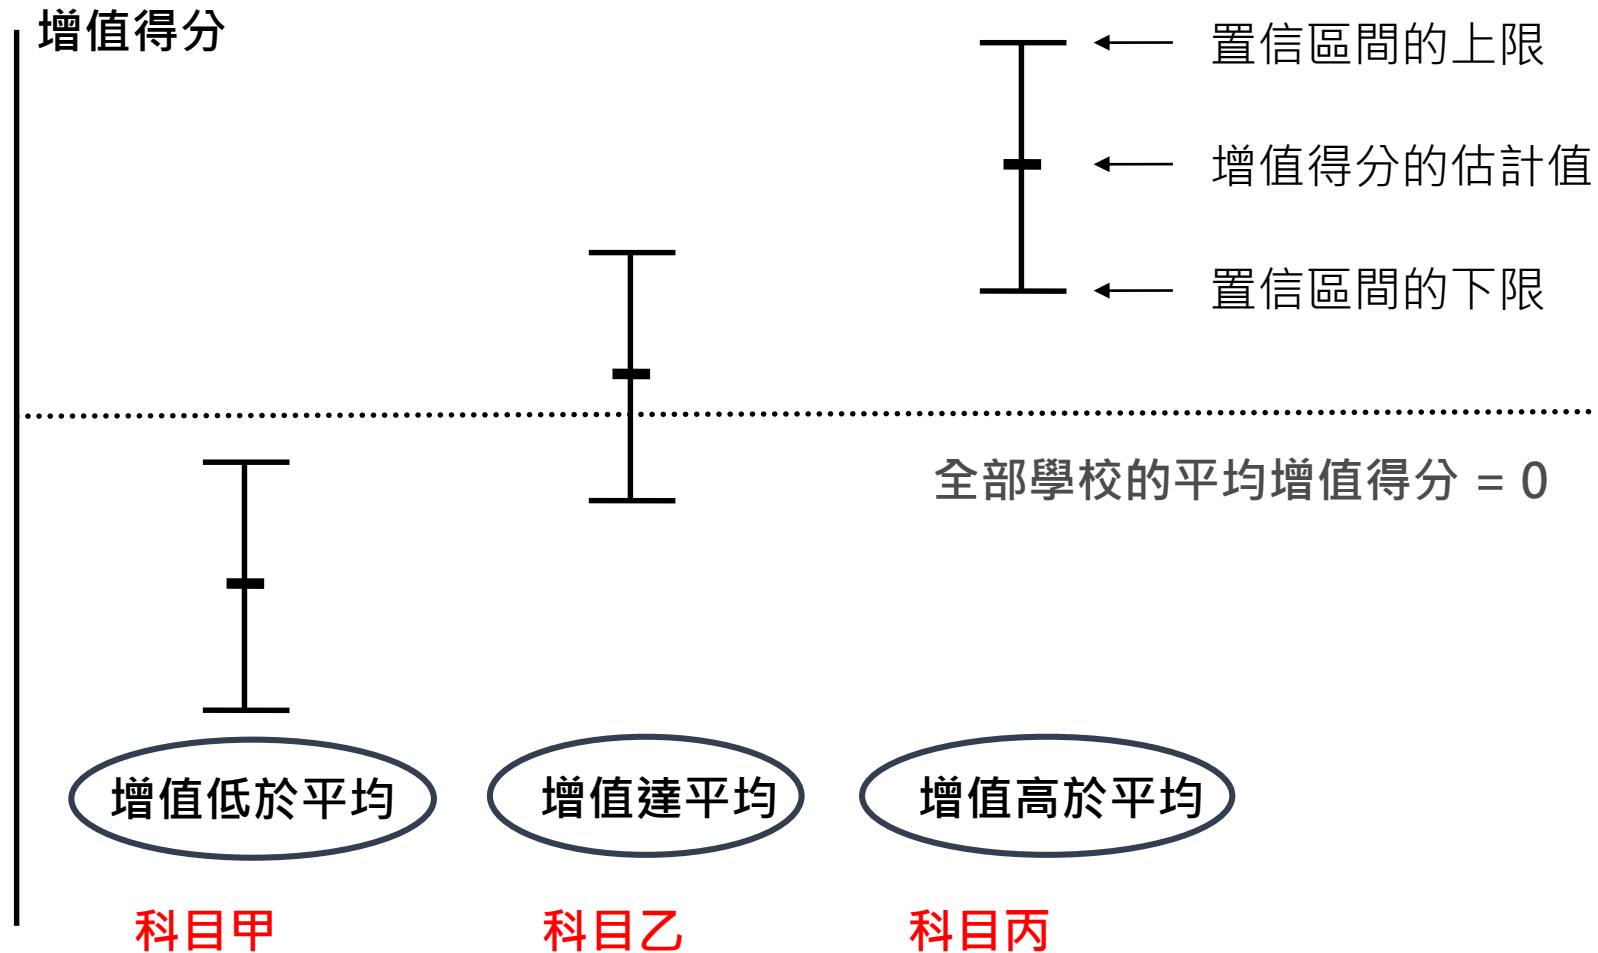 增值得分
置信區間的上限
增值得分的估計值
置信區間的下限
全部學校的平均增值得分 = 0
增值低於平均
增值達平均
增值高於平均
科目甲
科目乙
科目丙